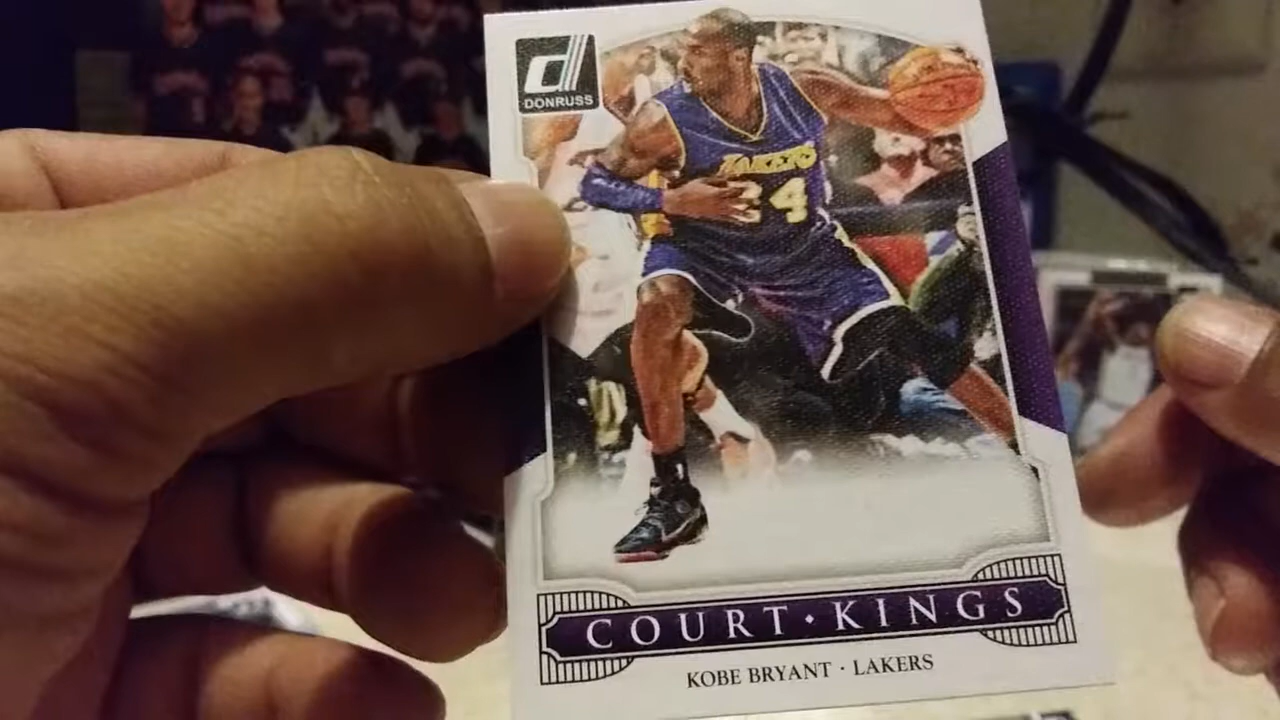 DONRUSS
LAKERS
24
COURT·KINGS
KOBE BRYANT · LAKERS